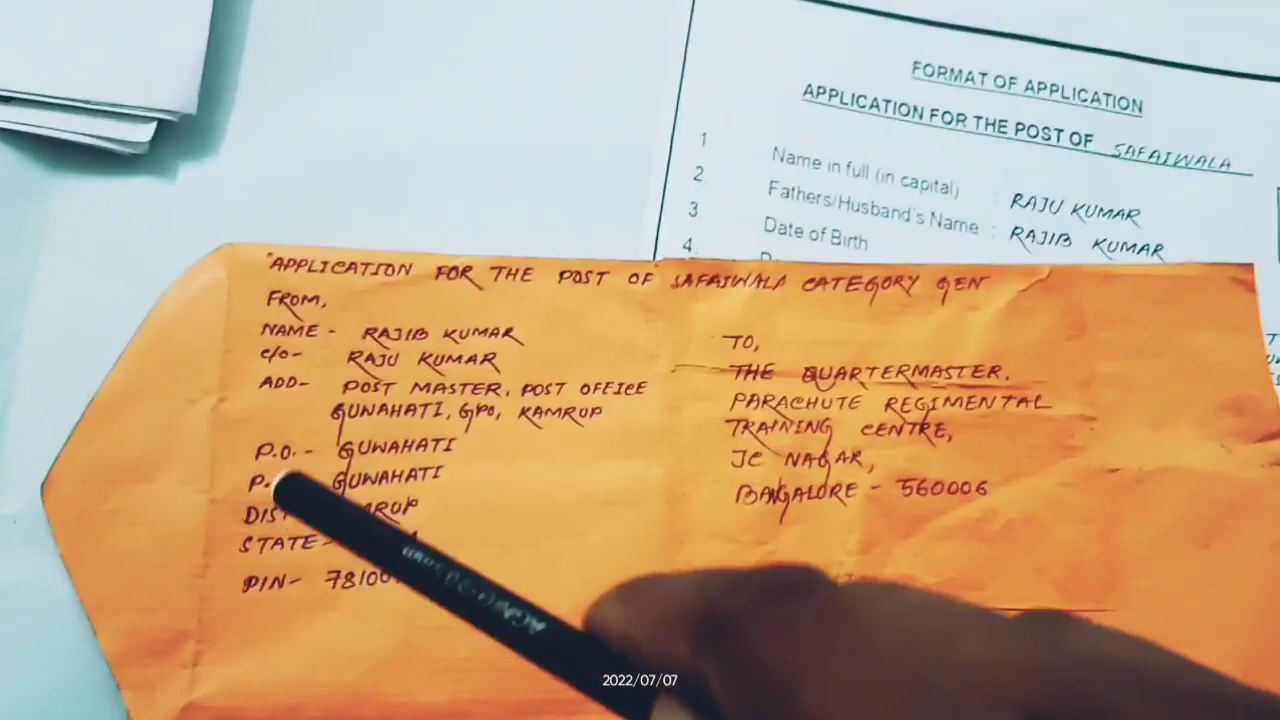 FORMAT OF APPLICATION
APPLICATION FOR THE POST OF SAFAIWALA
1 Name in full (in capital) : RAJU KUMAR
2 Fathers/Husband's Name : RAJIB KUMAR
3 Date of Birth
4.
"APPLICATION FOR THE POST OF SAFAIWALA CATEGORY GEN
FROM,
NAME - RAJIB KUMAR
C/O- RAJU KUMAR
ADD- POST MASTER, POST OFFICE
GUWAHATI, GPO, KAMRUP
P.O. - GUWAHATI
P. GUWAHATI
DIST
STATE-
PIN- 78100
TO,
THE QUARTERMASTER,
PARACHUTE REGIMENTAL
TRAINING CENTRE,
JC NAGAR,
BANGALORE - 560006
2022/07/07